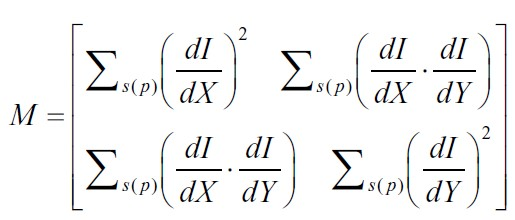 M = [ ∑_{s(p)} (dI/dX)^2  ∑_{s(p)} (dI/dX · dI/dY)
∑_{s(p)} (dI/dX · dI/dY)  ∑_{s(p)} (dI/dY)^2 ]